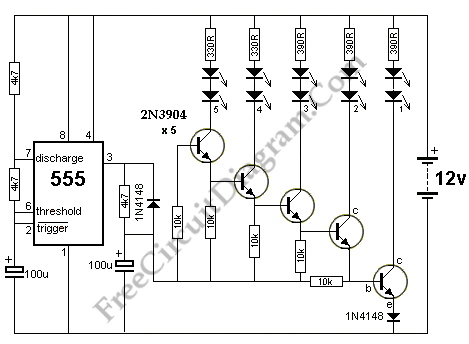 330R 330R 390R 390R 390R
4k7
5 4 3 2 1
2N3904
x 5
8 4
7 discharge
3
555
12v
4k7
4k7
1N4148
6 threshold
2 trigger
1
10k
10k
10k
10k
c
10k
c
b
e
100u
100u
1N4148
FreeCircuitDiagram.Com